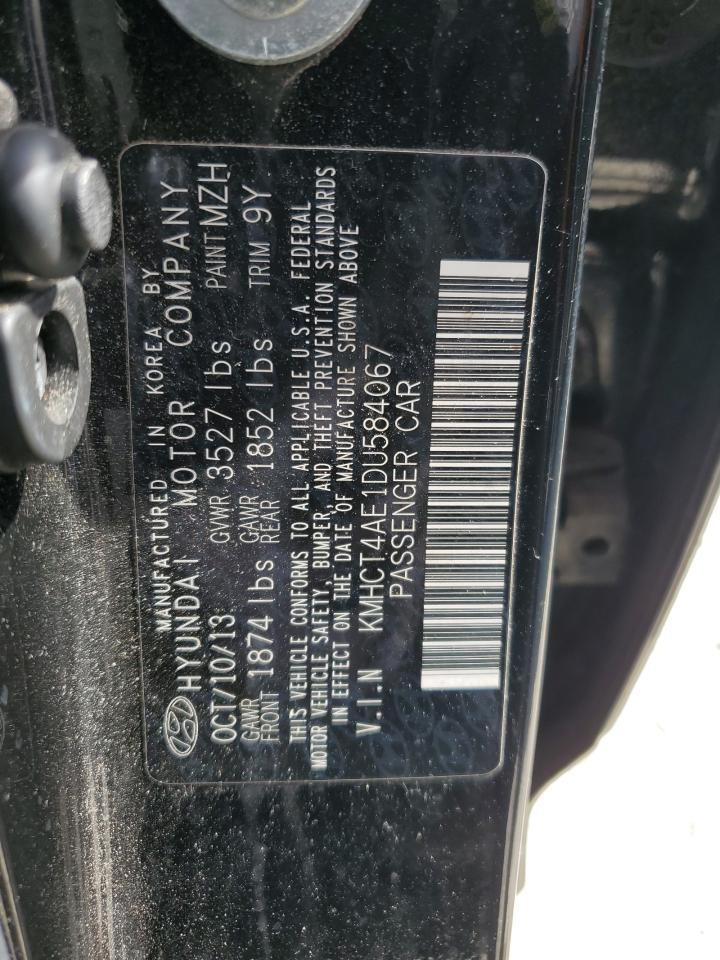 MANUFACTURED IN KOREA BY
HYUNDAI MOTOR COMPANY
OCT/10/13 GVWR 3527 lbs PAINT MZH
GAWR FRONT 1874 lbs GAWR REAR 1852 lbs TRIM 9Y
THIS VEHICLE CONFORMS TO ALL APPLICABLE U.S.A. FEDERAL
MOTOR VEHICLE SAFETY, BUMPER, AND THEFT PREVENTION STANDARDS
IN EFFECT ON THE DATE OF MANUFACTURE SHOWN ABOVE
V.I.N KMHCT4AE1DU584067
PASSENGER CAR